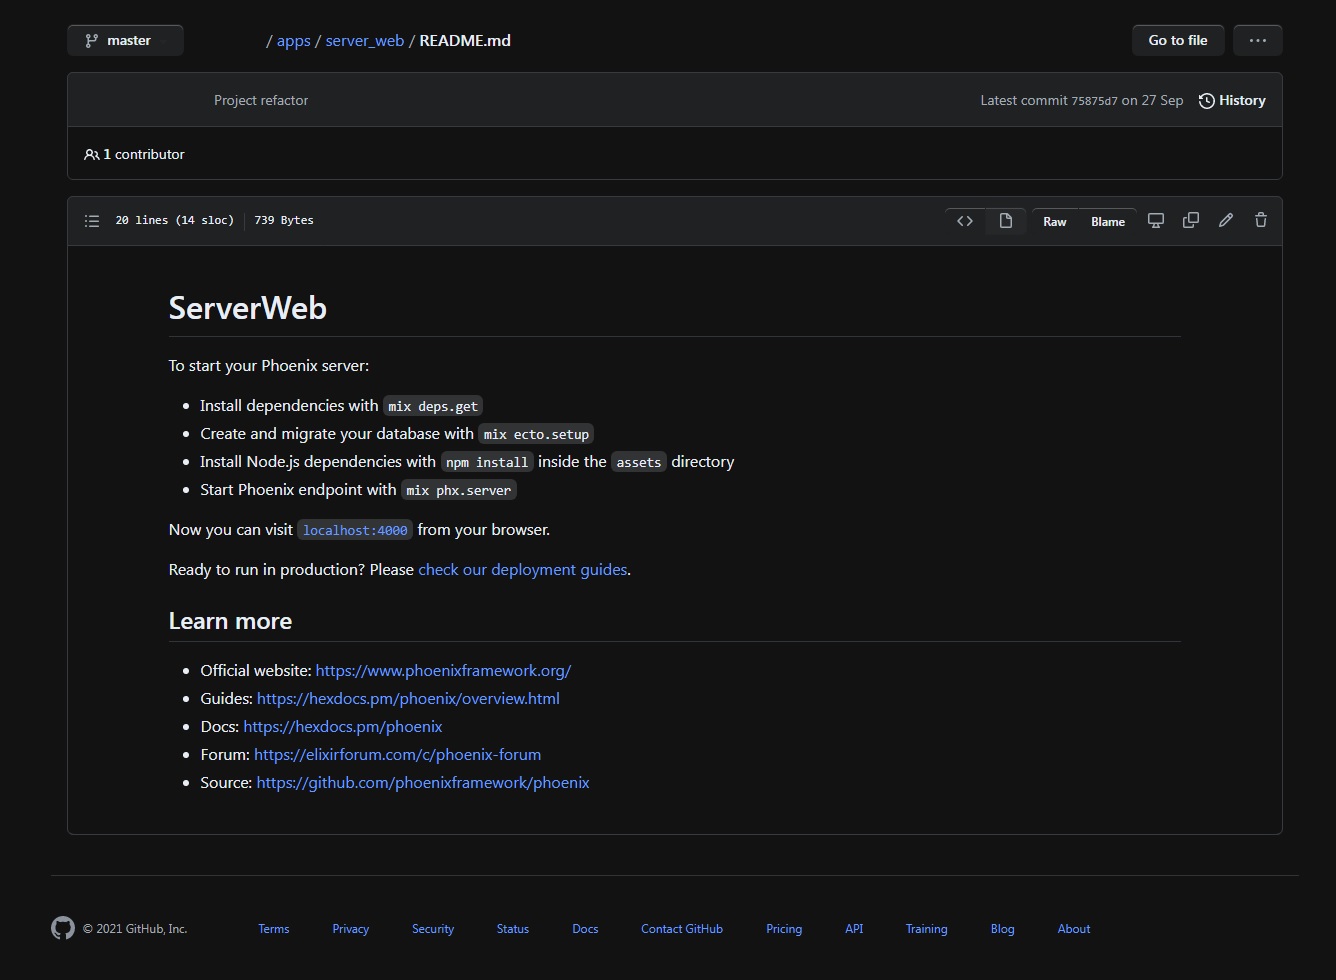 master / apps / server_web / README.md Go to file ...
Project refactor Latest commit 75875d7 on 27 Sep History
1 contributor
20 lines (14 sloc) 739 Bytes <> Raw Blame
ServerWeb
To start your Phoenix server:
• Install dependencies with mix deps.get
• Create and migrate your database with mix ecto.setup
• Install Node.js dependencies with npm install inside the assets directory
• Start Phoenix endpoint with mix phx.server
Now you can visit localhost:4000 from your browser.
Ready to run in production? Please check our deployment guides.
Learn more
• Official website: https://www.phoenixframework.org/
• Guides: https://hexdocs.pm/phoenix/overview.html
• Docs: https://hexdocs.pm/phoenix
• Forum: https://elixirforum.com/c/phoenix-forum
• Source: https://github.com/phoenixframework/phoenix
© 2021 GitHub, Inc. Terms Privacy Security Status Docs Contact GitHub Pricing API Training Blog About